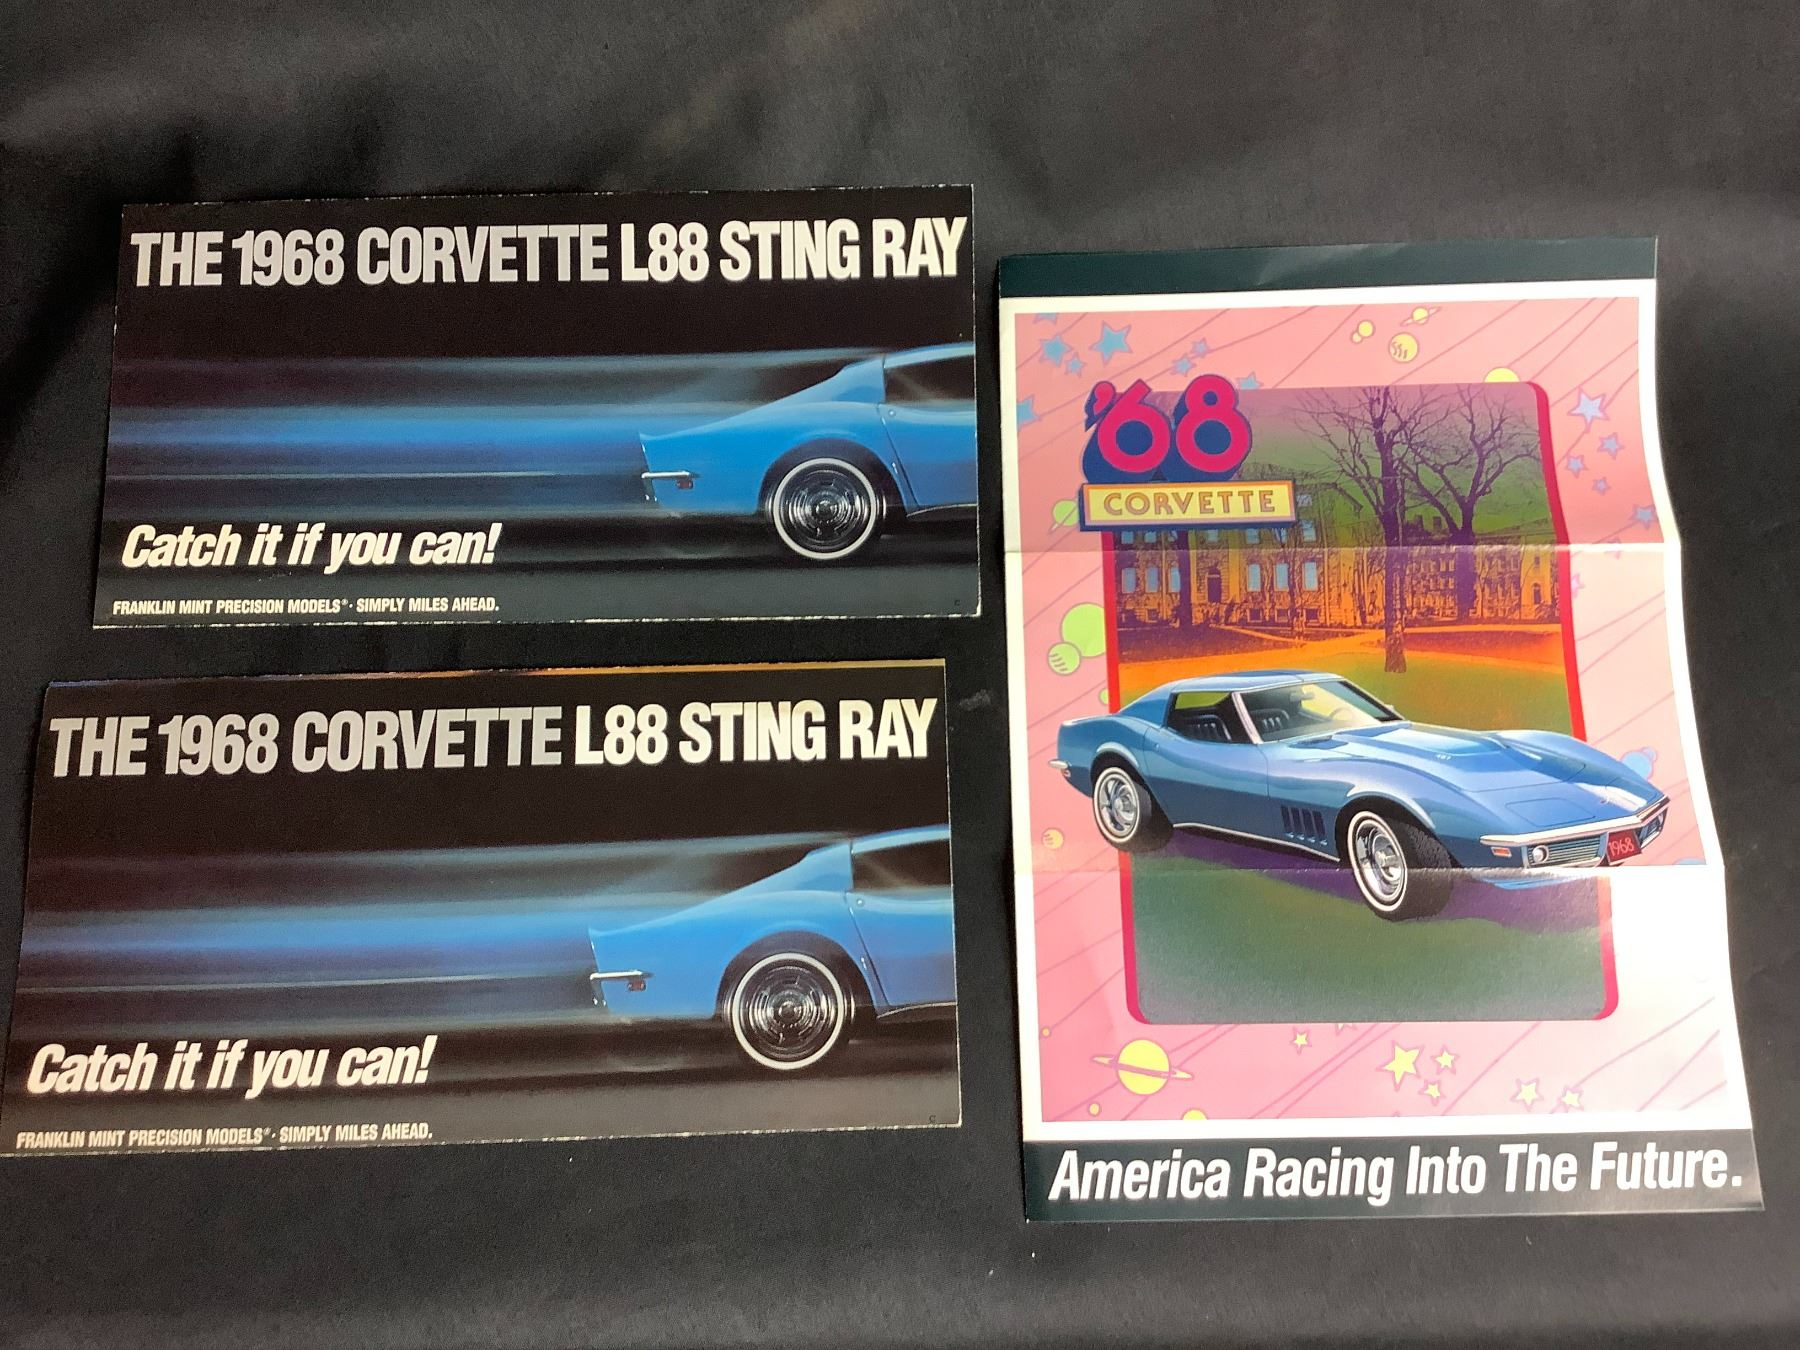 THE 1968 CORVETTE L88 STING RAY
Catch it if you can!
FRANKLIN MINT PRECISION MODELS®· SIMPLY MILES AHEAD.
E
THE 1968 CORVETTE L88 STING RAY
Catch it if you can!
FRANKLIN MINT PRECISION MODELS®· SIMPLY MILES AHEAD.
C
'68
CORVETTE
427
1968
America Racing Into The Future.